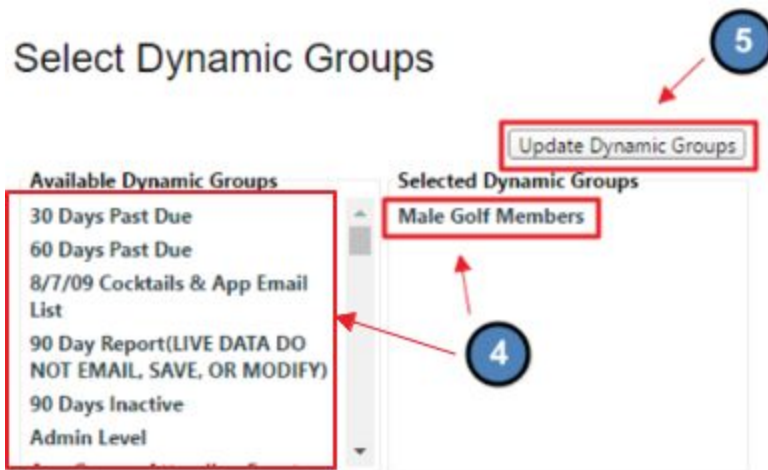 5
Select Dynamic Groups
Update Dynamic Groups
Available Dynamic Groups
30 Days Past Due
60 Days Past Due
8/7/09 Cocktails & App Email
List
90 Day Report(LIVE DATA DO
NOT EMAIL, SAVE, OR MODIFY)
90 Days Inactive
Admin Level
Selected Dynamic Groups
Male Golf Members
4